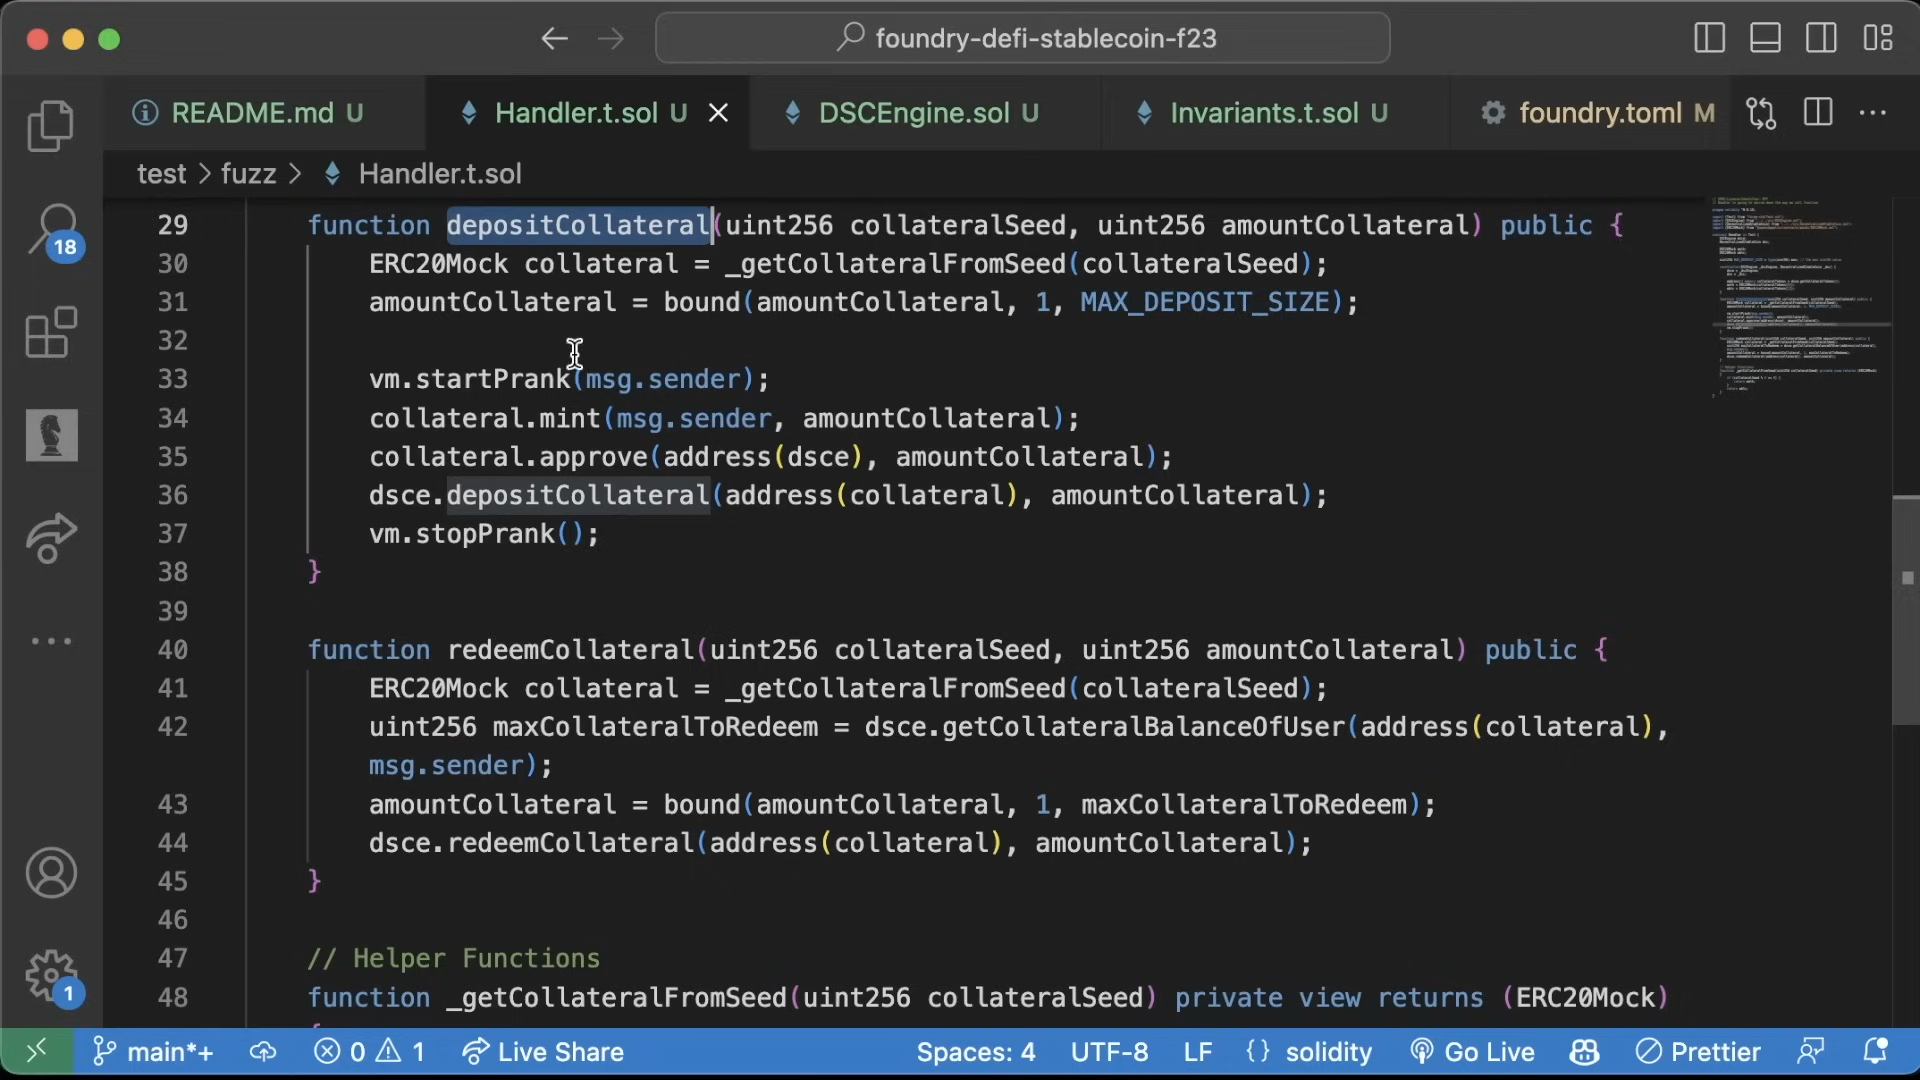 foundry-defi-stablecoin-f23
README.md U
Handler.t.sol U
DSCEngine.sol U
Invariants.t.sol U
foundry.toml M
test > fuzz > Handler.t.sol
29 function depositCollateral(uint256 collateralSeed, uint256 amountCollateral) public {
30 ERC20Mock collateral = _getCollateralFromSeed(collateralSeed);
31 amountCollateral = bound(amountCollateral, 1, MAX_DEPOSIT_SIZE);
32
33 vm.startPrank(msg.sender);
34 collateral.mint(msg.sender, amountCollateral);
35 collateral.approve(address(dsce), amountCollateral);
36 dsce.depositCollateral(address(collateral), amountCollateral);
37 vm.stopPrank();
38 }
39
40 function redeemCollateral(uint256 collateralSeed, uint256 amountCollateral) public {
41 ERC20Mock collateral = _getCollateralFromSeed(collateralSeed);
42 uint256 maxCollateralToRedeem = dsce.getCollateralBalanceOfUser(address(collateral),
msg.sender);
43 amountCollateral = bound(amountCollateral, 1, maxCollateralToRedeem);
44 dsce.redeemCollateral(address(collateral), amountCollateral);
45 }
46
47 // Helper Functions
48 function _getCollateralFromSeed(uint256 collateralSeed) private view returns (ERC20Mock)
{
18
1
main*+ 0 1 Live Share Spaces: 4 UTF-8 LF {} solidity Go Live Prettier